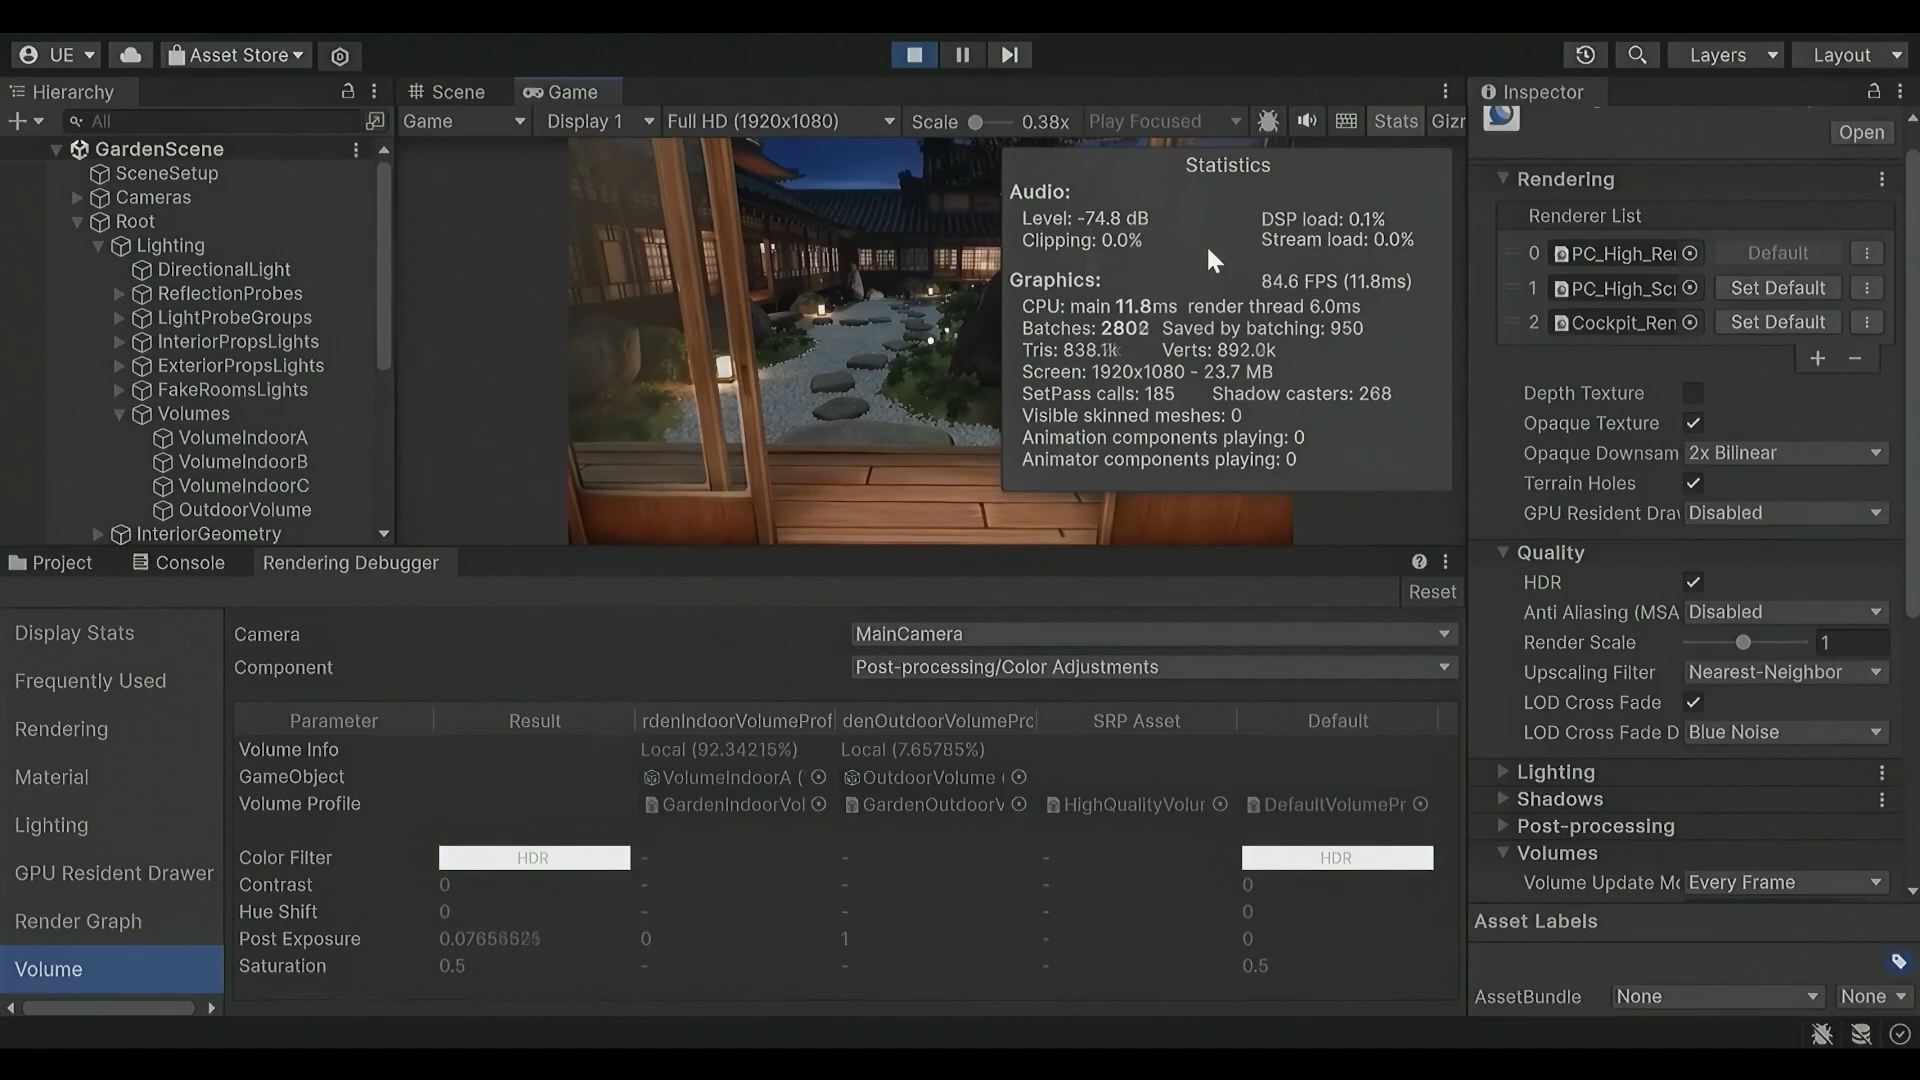 UE
Asset Store
Layers
Layout
Hierarchy
All
GardenScene
SceneSetup
Cameras
Root
Lighting
DirectionalLight
ReflectionProbes
LightProbeGroups
InteriorPropsLights
ExteriorPropsLights
FakeRoomsLights
Volumes
VolumeIndoorA
VolumeIndoorB
VolumeIndoorC
OutdoorVolume
InteriorGeometry
Scene
Game
Game
Display 1
Full HD (1920x1080)
Scale
0.38x
Play Focused
Stats
Gizr
Statistics
Audio:
Level: -74.8 dB
DSP load: 0.1%
Clipping: 0.0%
Stream load: 0.0%
Graphics:
84.6 FPS (11.8ms)
CPU: main 11.8ms render thread 6.0ms
Batches: 2802 Saved by batching: 950
Tris: 838.1k Verts: 892.0k
Screen: 1920x1080 - 23.7 MB
SetPass calls: 185 Shadow casters: 268
Visible skinned meshes: 0
Animation components playing: 0
Animator components playing: 0
Inspector
Open
Rendering
Renderer List
0 PC_High_Rei Default
1 PC_High_Sci Set Default
2 Cockpit_Ren Set Default
Depth Texture
Opaque Texture
Opaque Downsam 2x Bilinear
Terrain Holes
GPU Resident Drav Disabled
Quality
HDR
Anti Aliasing (MSA Disabled
Render Scale 1
Upscaling Filter Nearest-Neighbor
LOD Cross Fade
LOD Cross Fade D Blue Noise
Lighting
Shadows
Post-processing
Volumes
Volume Update Mc Every Frame
Asset Labels
AssetBundle None None
Project
Console
Rendering Debugger
Reset
Display Stats
Frequently Used
Rendering
Material
Lighting
GPU Resident Drawer
Render Graph
Volume
Camera MainCamera
Component Post-processing/Color Adjustments
Parameter Result rdenIndoorVolumeProf denOutdoorVolumePrc SRP Asset Default
Volume Info Local (92.34215%) Local (7.65785%)
GameObject VolumeIndoorA ( OutdoorVolume (
Volume Profile GardenIndoorVol GardenOutdoorV HighQualityVolur DefaultVolumePr
Color Filter HDR - - - HDR
Contrast 0 - - - 0
Hue Shift 0 - - - 0
Post Exposure 0 1 - 0
Saturation 0.5 - - - 0.5